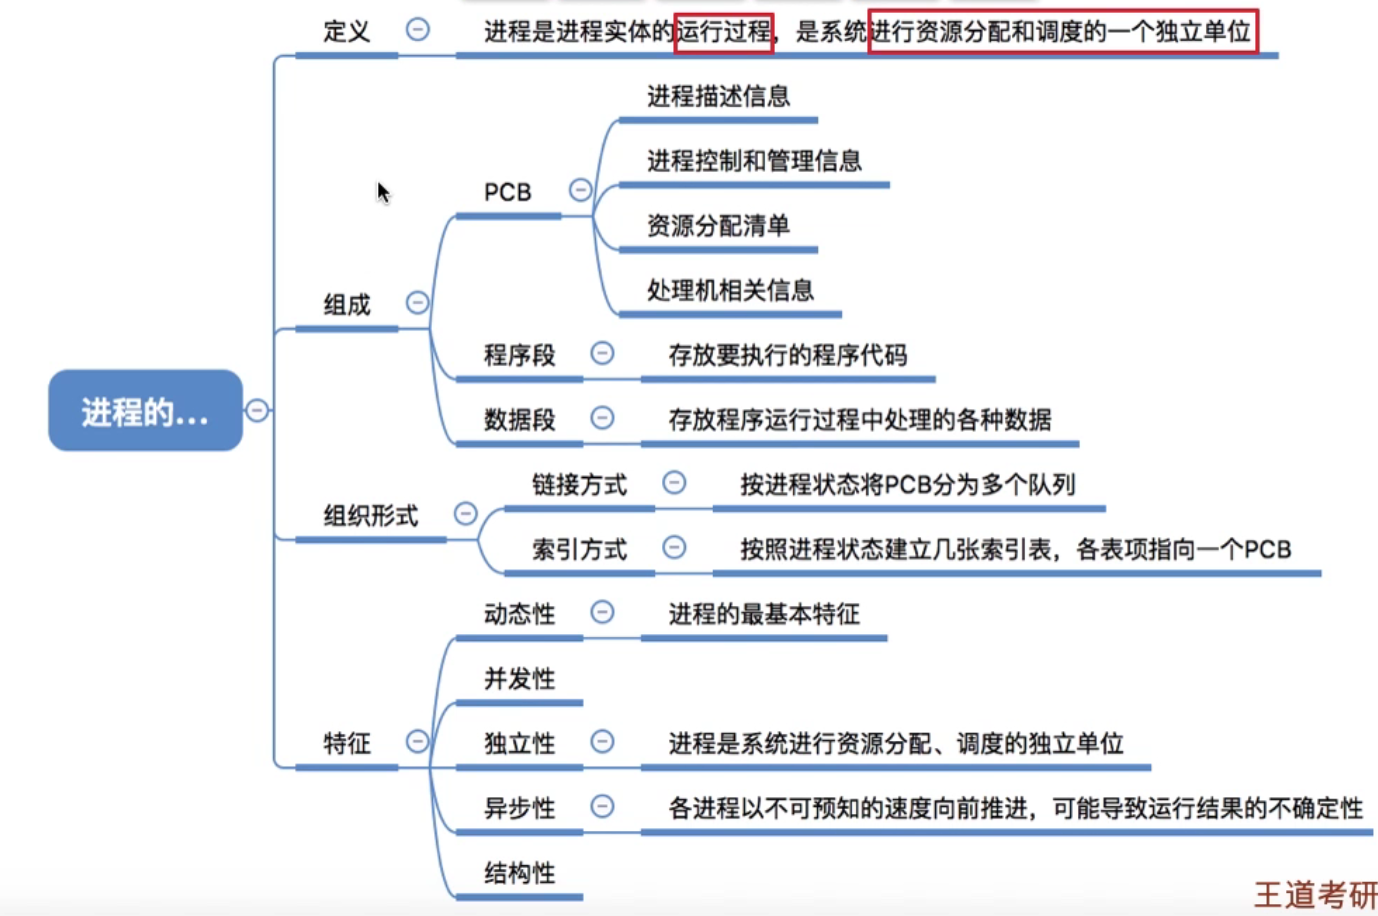 定义
进程是进程实体的运行过程，是系统进行资源分配和调度的一个独立单位
进程描述信息
进程控制和管理信息
PCB
资源分配清单
处理机相关信息
组成
程序段
存放要执行的程序代码
进程的...
数据段
存放程序运行过程中处理的各种数据
链接方式
按进程状态将PCB分为多个队列
组织形式
索引方式
按照进程状态建立几张索引表，各表项指向一个PCB
动态性
进程的最基本特征
并发性
特征
独立性
进程是系统进行资源分配、调度的独立单位
异步性
各进程以不可预知的速度向前推进，可能导致运行结果的不确定性
结构性
王道考研